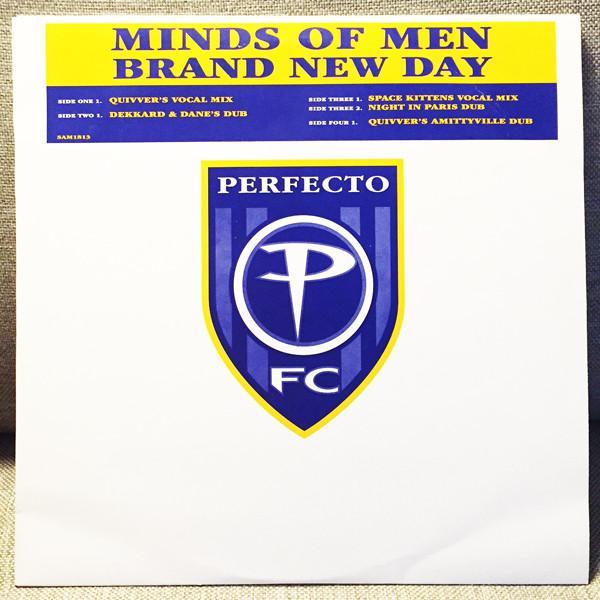 MINDS OF MEN
BRAND NEW DAY
SIDE ONE 1. QUIVVER'S VOCAL MIX
SIDE TWO 1. DEKKARD & DANE'S DUB
SAM1813
SIDE THREE 1. SPACE KITTENS VOCAL MIX
SIDE THREE 2. NIGHT IN PARIS DUB
SIDE FOUR 1. QUIVVER'S AMITTYVILLE DUB
PERFECTO
P
FC